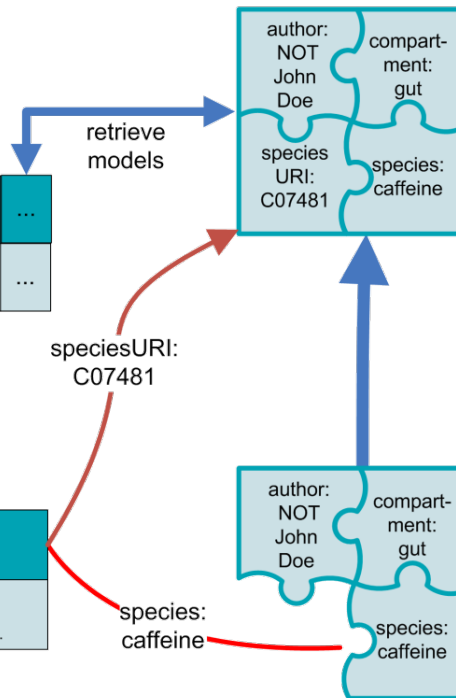 author:
NOT
John
Doe
compart-
ment:
gut
retrieve
models
species
URI:
C07481
species:
caffeine
...
...
speciesURI:
C07481
author:
NOT
John
Doe
compart-
ment:
gut
species:
caffeine
species:
caffeine
.